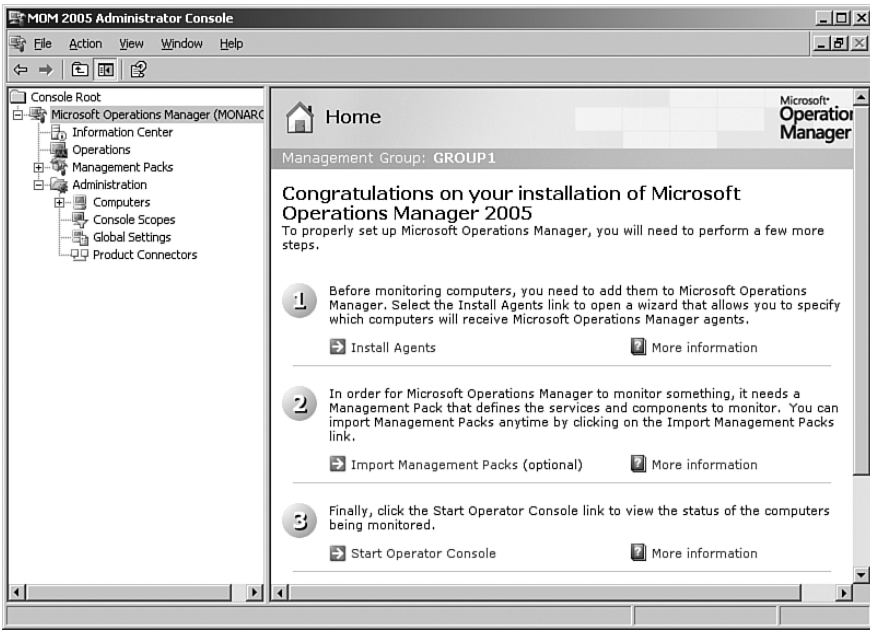 MOM 2005 Administrator Console
File Action View Window Help
Console Root
Microsoft Operations Manager (MONARC
Information Center
Operations
Management Packs
Administration
Computers
Console Scopes
Global Settings
Product Connectors
Home
Microsoft
Operation
Manager
Management Group: GROUP1
Congratulations on your installation of Microsoft
Operations Manager 2005
To properly set up Microsoft Operations Manager, you will need to perform a few more
steps.
1
Before monitoring computers, you need to add them to Microsoft Operations
Manager. Select the Install Agents link to open a wizard that allows you to specify
which computers will receive Microsoft Operations Manager agents.
Install Agents More information
2
In order for Microsoft Operations Manager to monitor something, it needs a
Management Pack that defines the services and components to monitor. You can
import Management Packs anytime by clicking on the Import Management Packs
link.
Import Management Packs (optional) More information
3
Finally, click the Start Operator Console link to view the status of the computers
being monitored.
Start Operator Console More information